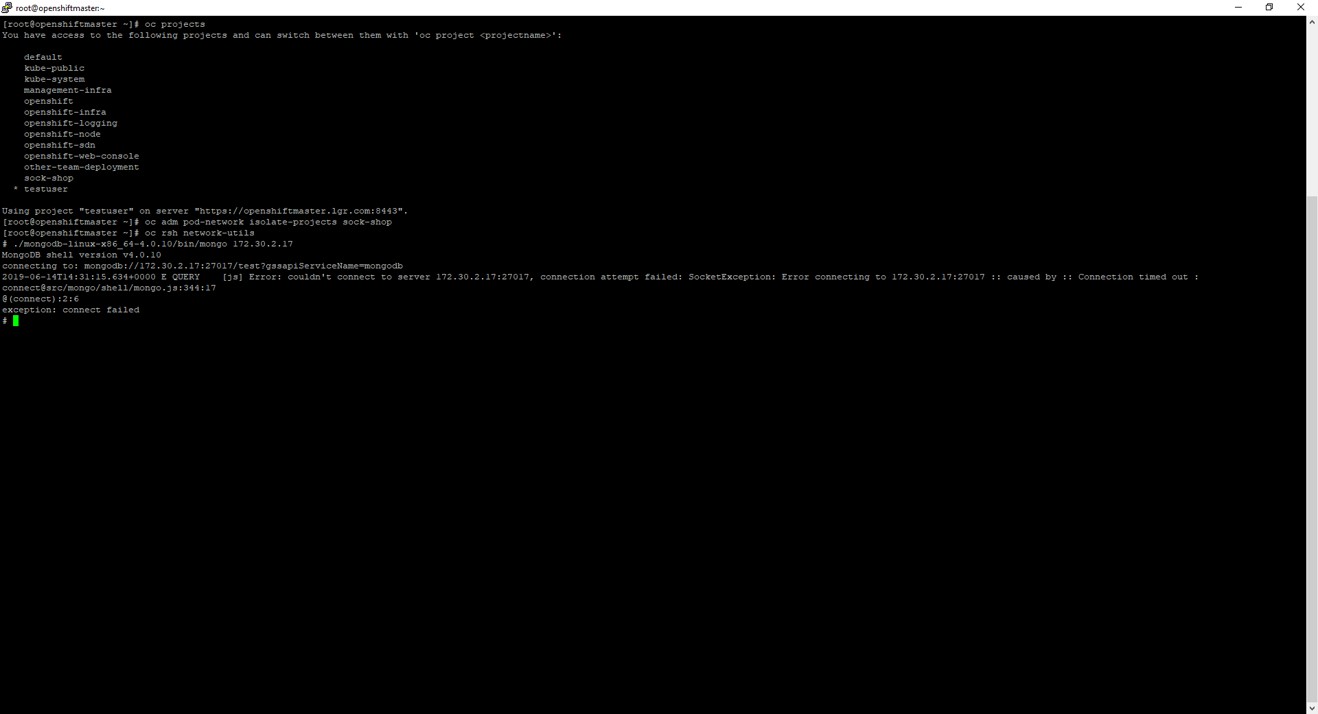 root@openshiftmaster:~
[root@openshiftmaster ~]# oc projects
You have access to the following projects and can switch between them with 'oc project <projectname>':
default
kube-public
kube-system
management-infra
openshift
openshift-infra
openshift-logging
openshift-node
openshift-sdn
openshift-web-console
other-team-deployment
sock-shop
* testuser
Using project "testuser" on server "https://openshiftmaster.lgr.com:8443".
[root@openshiftmaster ~]# oc adm pod-network isolate-projects sock-shop
[root@openshiftmaster ~]# oc rsh network-utils
# ./mongodb-linux-x86_64-4.0.10/bin/mongo 172.30.2.17
MongoDB shell version v4.0.10
connecting to: mongodb://172.30.2.17:27017/test?gssapiServiceName=mongodb
2019-06-14T14:31:15.634+0000 E QUERY    [js] Error: couldn't connect to server 172.30.2.17:27017, connection attempt failed: SocketException: Error connecting to 172.30.2.17:27017 :: caused by :: Connection timed out :
connect@src/mongo/shell/mongo.js:344:17
@(connect):2:6
exception: connect failed
#